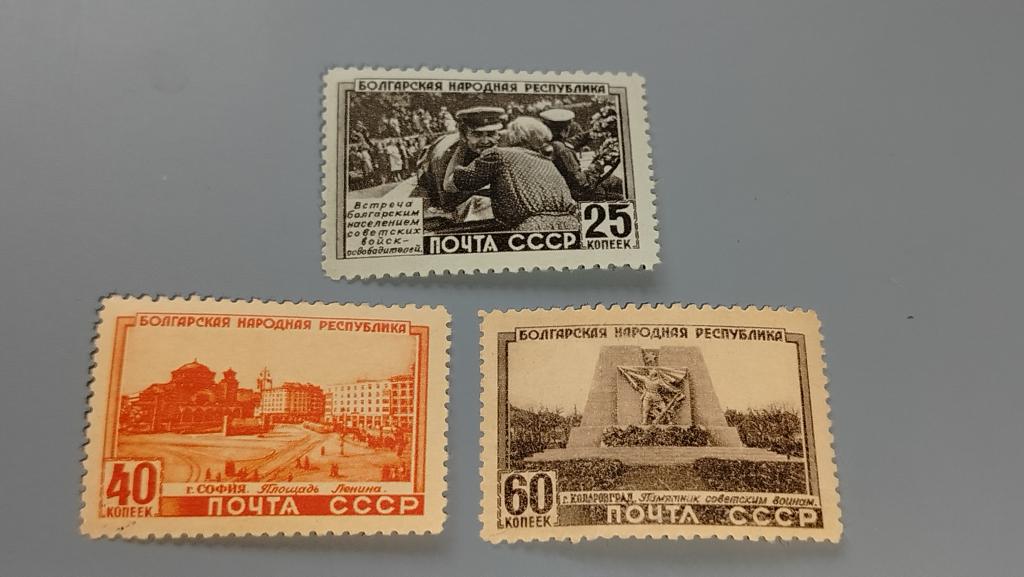 БОЛГАРСКАЯ НАРОДНАЯ РЕСПУБЛИКА
Встреча
болгарским
населением
советских
войск-
освободителей.
ПОЧТА СССР
25
КОПЕЕК
БОЛГАРСКАЯ НАРОДНАЯ РЕСПУБЛИКА
40
КОПЕЕК
г. СОФИЯ. Площадь Ленина.
ПОЧТА СССР
БОЛГАРСКАЯ НАРОДНАЯ РЕСПУБЛИКА
60
КОПЕЕК
г. КОЛАРОВГРАД. Памятник советским воинам.
ПОЧТА СССР